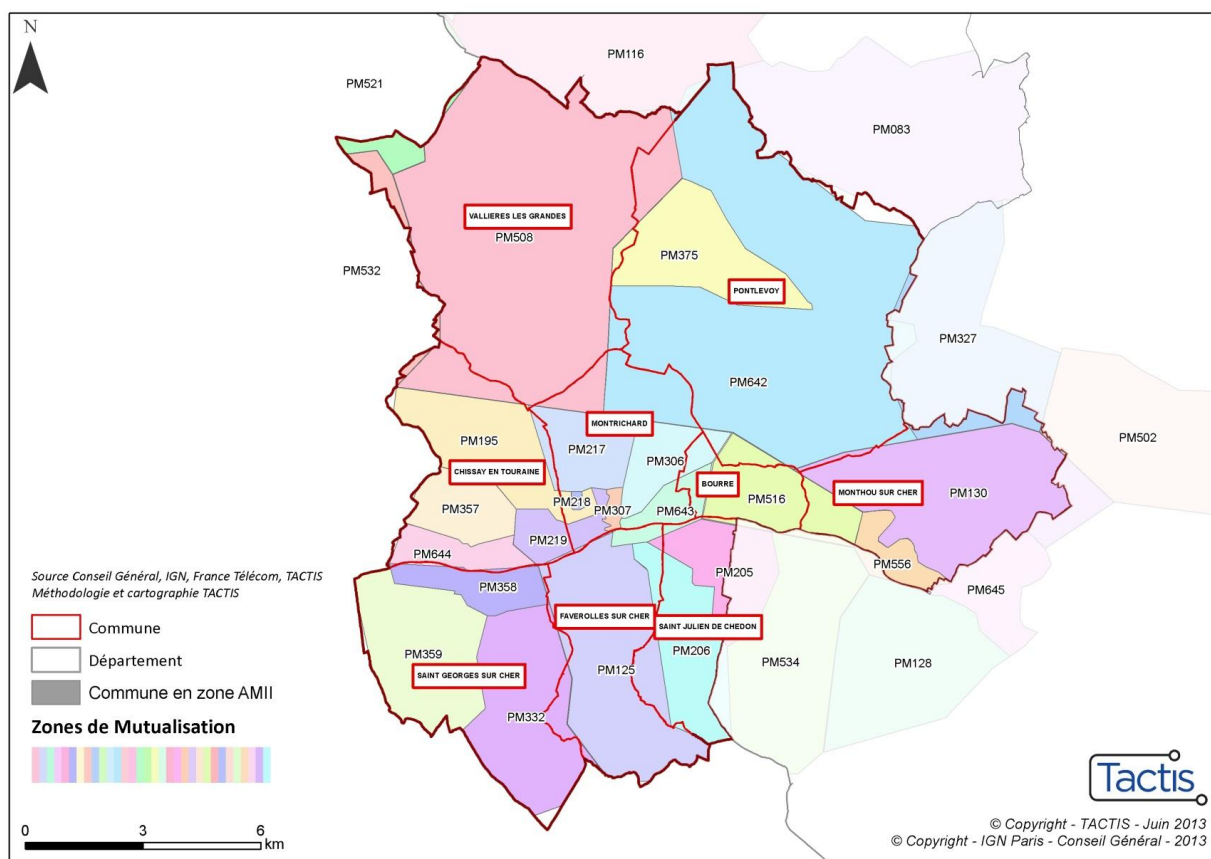 N
PM116
PM521
PM083
VALLIERES LES GRANDES
PM508
PM375
PM532
PONTLEVOY
PM327
PM642
MONTRICHARD
PM195
PM217
PM502
PM306
CHISSAY EN TOURAINE
BOURRE
MONTHOU SUR CHER
PM130
PM516
PM218
PM357
PM307
PM643
PM219
PM644
PM556
PM205
PM645
PM358
FAVEROLLES SUR CHER
SAINT JULIEN DE CHEDON
PM359
PM206
PM534
PM128
PM125
SAINT GEORGES SUR CHER
PM332
Source Conseil Général, IGN, France Télécom, TACTIS
Méthodologie et cartographie TACTIS
Commune
Département
Commune en zone AMII
Zones de Mutualisation
0 3 6
km
Tactis
© Copyright - TACTIS - Juin 2013
© Copyright - IGN Paris - Conseil Général - 2013